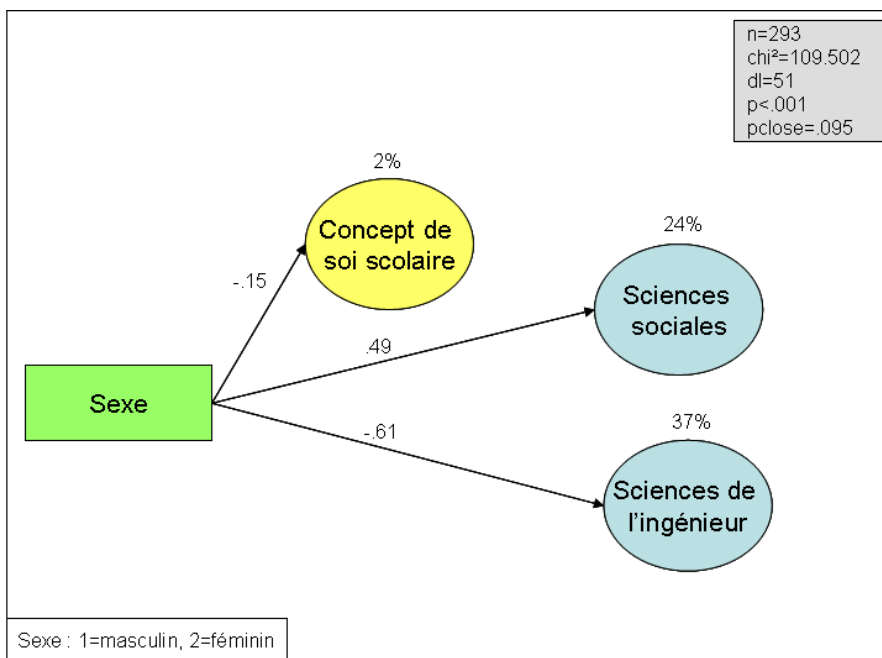 n=293
chi²=109.502
dl=51
p<.001
pclose=.095
2%
Concept de
soi scolaire
24%
Sciences
sociales
-.15
.49
Sexe
-.61
37%
Sciences de
l'ingénieur
Sexe : 1=masculin, 2=féminin